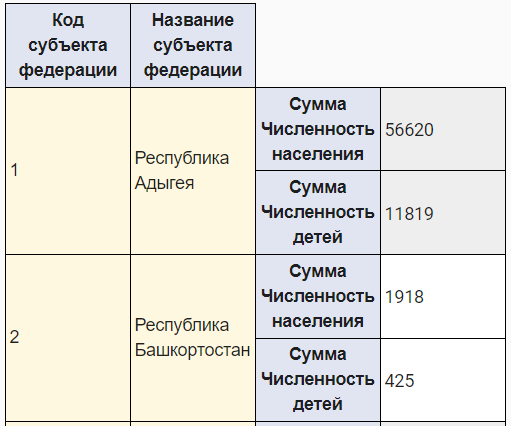 Код
субъекта
федерации
Название
субъекта
федерации
1
Республика
Адыгея
Сумма
Численность
населения
56620
Сумма
Численность
детей
11819
2
Республика
Башкортостан
Сумма
Численность
населения
1918
Сумма
Численность
детей
425